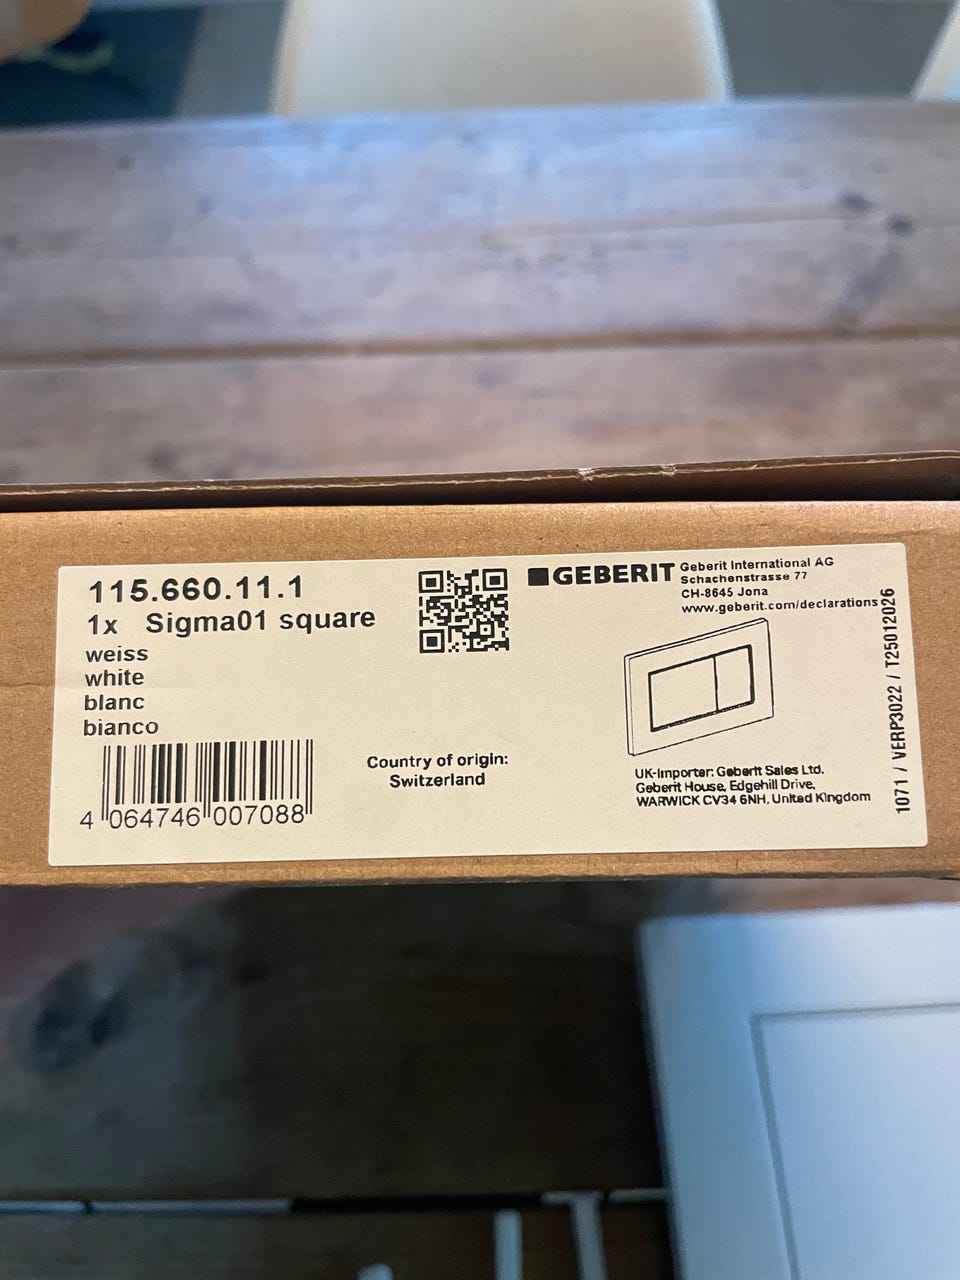 115.660.11.1
1x Sigma01 square
weiss
white
blanc
bianco
4 064746 007088
Country of origin:
Switzerland
GEBERIT
Geberit International AG
Schachenstrasse 77
CH-8645 Jona
www.geberit.com/declarations
UK-Importer: Geberit Sales Ltd.
Geberit House, Edgehill Drive,
WARWICK CV34 6NH, United Kingdom
1071 / VERP3022 / T25012026